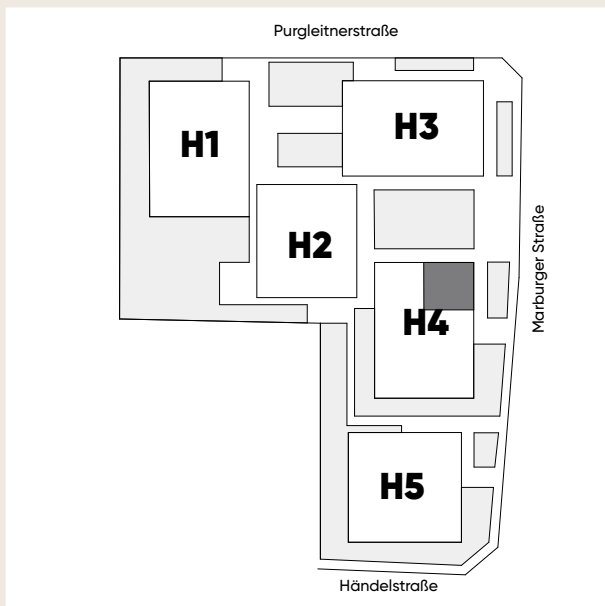 Purgleitnerstraße
H1
H3
H2
Marburger Straße
H4
H5
Händelstraße